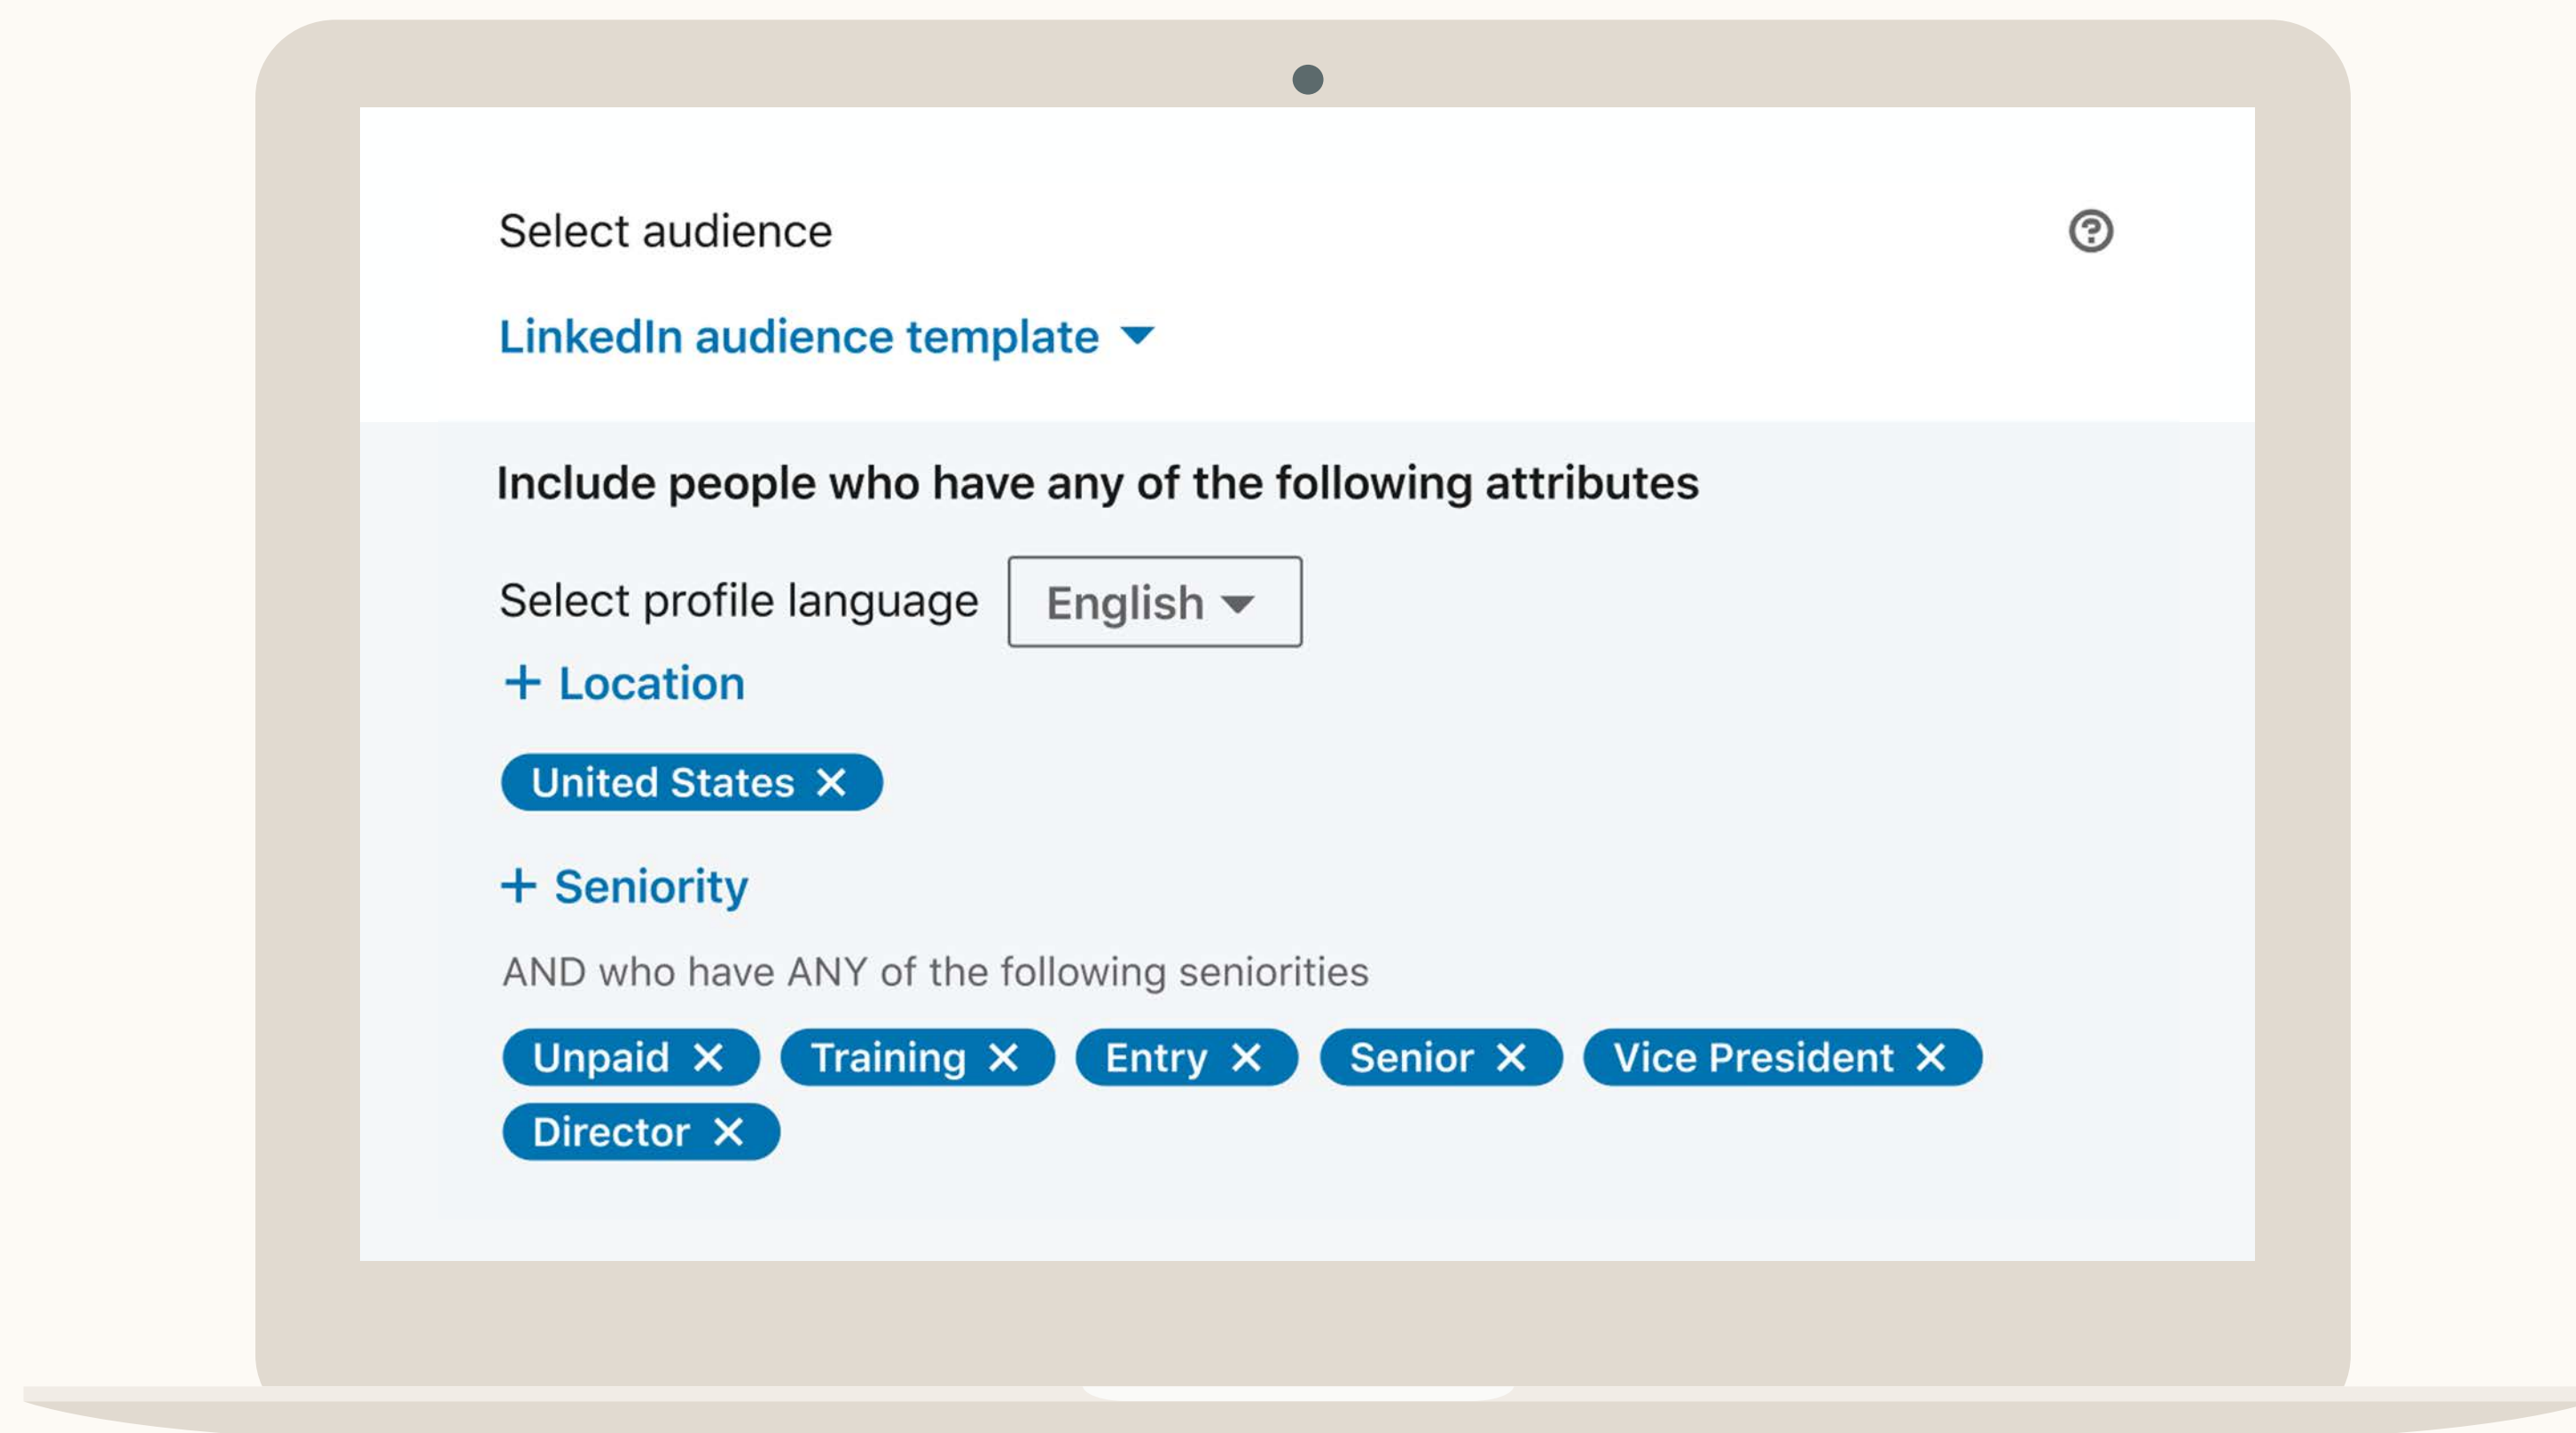 Select audience
LinkedIn audience template
Include people who have any of the following attributes
Select profile language English
+ Location
United States ×
+ Seniority
AND who have ANY of the following seniorities
Unpaid × Training × Entry × Senior × Vice President ×
Director ×